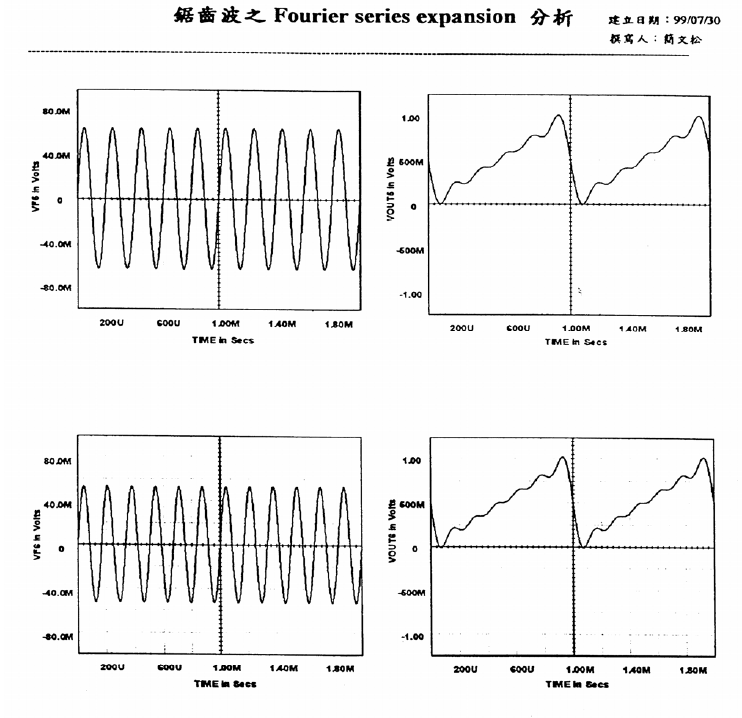 鋸齒波之 Fourier series expansion 分析
建立日期：99/07/30
撰寫人：簡文松
80.0M
40.0M
0
-40.0M
-80.0M
VF5 in Volts
200U 600U 1.00M 1.40M 1.80M
TIME in Secs
1.00
500M
0
-500M
-1.00
VOUT5 in Volts
200U 600U 1.00M 1.40M 1.80M
TIME in Secs
80.0M
40.0M
0
-40.0M
-80.0M
VF6 in Volts
200U 600U 1.00M 1.40M 1.80M
TIME in Secs
1.00
500M
0
-500M
-1.00
VOUT6 in Volts
200U 600U 1.00M 1.40M 1.80M
TIME in Secs